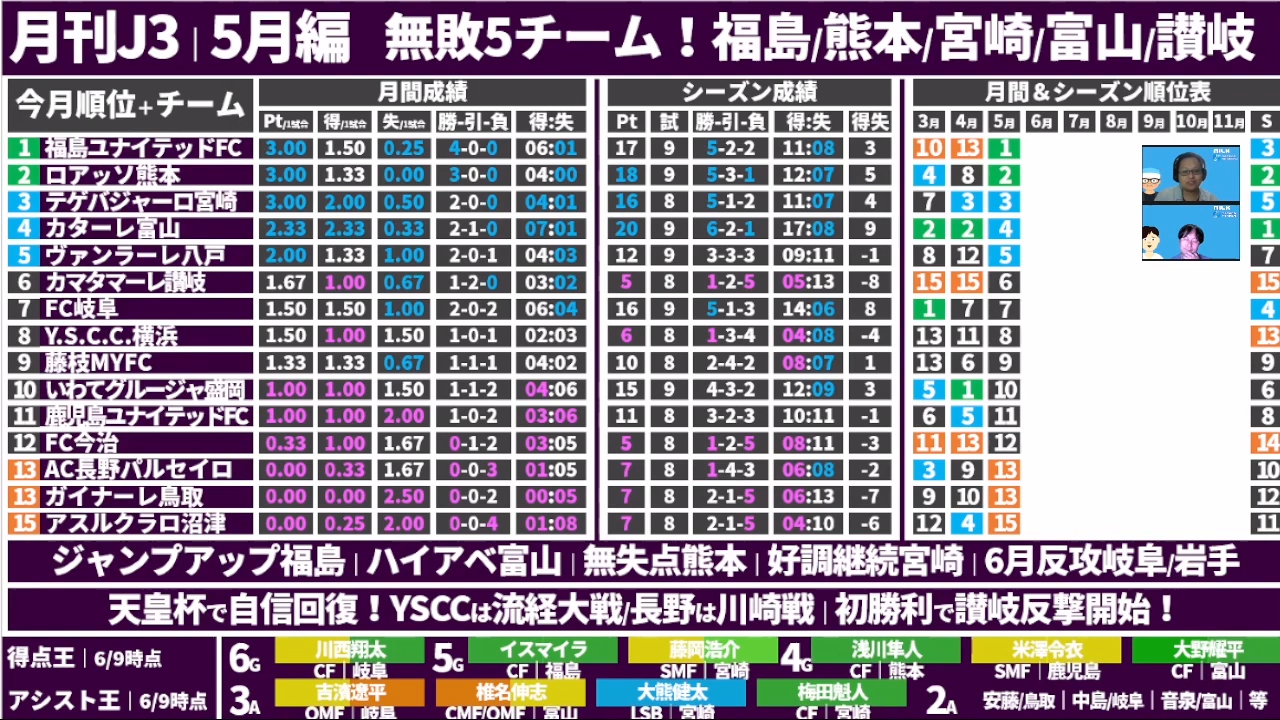 月刊J3 | 5月編 無敗5チーム！福島/熊本/宮崎/富山/讃岐
今月順位+チーム 月間成績 シーズン成績 月間＆シーズン順位表
Pt/1試合 得/1試合 失/1試合 勝-引-負 得:失 Pt 試 勝-引-負 得:失 得失 3月 4月 5月 6月 7月 8月 9月 10月 11月 S
1 福島ユナイテッドFC 3.00 1.50 0.25 4-0-0 06:01 17 9 5-2-2 11:08 3 10 13 1 3
2 ロアッソ熊本 3.00 1.33 0.00 3-0-0 04:00 18 9 5-3-1 12:07 5 4 8 2 2
3 テゲバジャーロ宮崎 3.00 2.00 0.50 2-0-0 04:01 16 8 5-1-2 11:07 4 7 3 3 5
4 カターレ富山 2.33 2.33 0.33 2-1-0 07:01 20 9 6-2-1 17:08 9 2 2 4 1
5 ヴァンラーレ八戸 2.00 1.33 1.00 2-0-1 04:03 12 9 3-3-3 09:11 -1 8 12 5 7
6 カマタマーレ讃岐 1.67 1.00 0.67 1-2-0 03:02 5 8 1-2-5 05:13 -8 15 15 6 15
7 FC岐阜 1.50 1.50 1.00 2-0-2 06:04 16 9 5-1-3 14:06 8 1 7 7 4
8 Y.S.C.C.横浜 1.50 1.00 1.50 1-0-1 02:03 6 8 1-3-4 04:08 -4 13 11 8 13
9 藤枝MYFC 1.33 1.33 0.67 1-1-1 04:02 10 8 2-4-2 08:07 1 13 6 9 9
10 いわてグルージャ盛岡 1.00 1.00 1.50 1-1-2 04:06 15 9 4-3-2 12:09 3 5 1 10 6
11 鹿児島ユナイテッドFC 1.00 1.00 2.00 1-0-2 03:06 11 8 3-2-3 10:11 -1 6 5 11 8
12 FC今治 0.33 1.00 1.67 0-1-2 03:05 5 8 1-2-5 08:11 -3 11 13 12 14
13 AC長野パルセイロ 0.00 0.33 1.67 0-0-3 01:05 7 8 1-4-3 06:08 -2 3 9 13 10
13 ガイナーレ鳥取 0.00 0.00 2.50 0-0-2 00:05 7 8 2-1-5 06:13 -7 9 10 13 12
15 アスルクラロ沼津 0.00 0.25 2.00 0-0-4 01:08 7 8 2-1-5 04:10 -6 12 4 15 11
ジャンプアップ福島 | ハイアベ富山 | 無失点熊本 | 好調継続宮崎 | 6月反攻岐阜/岩手
天皇杯で自信回復！YSCCは流経大戦/長野は川崎戦 | 初勝利で讃岐反撃開始！
得点王 | 6/9時点 6G 川西翔太 CF | 岐阜 5G イスマイラ CF | 福島 藤岡浩介 SMF | 宮崎 4G 浅川隼人 CF | 熊本 米澤令衣 SMF | 鹿児島 大野耀平 CF | 富山
アシスト王 | 6/9時点 3A 吉濱遼平 OMF | 岐阜 椎名伸志 CMF/OMF | 富山 大熊健太 LSB | 宮崎 梅田魁人 CF | 宮崎 2A 安藤/鳥取 | 中島/岐阜 | 音泉/富山 | 等